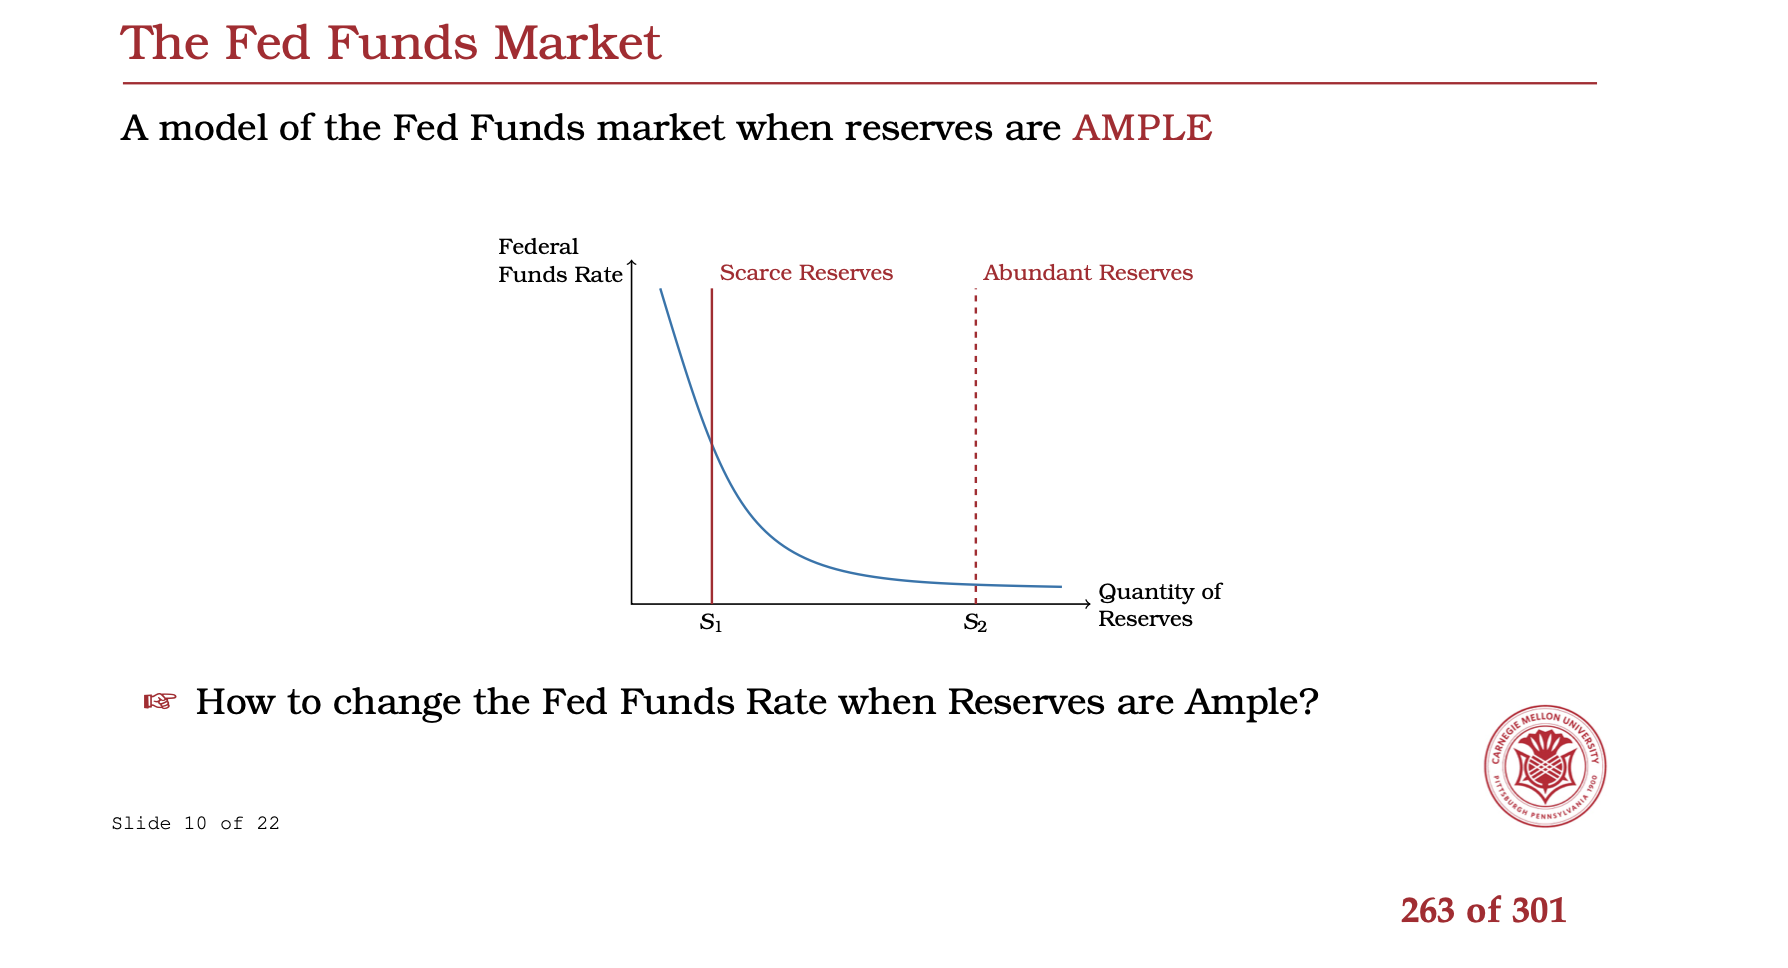 The Fed Funds Market
A model of the Fed Funds market when reserves are AMPLE
Federal
Funds Rate
Scarce Reserves
Abundant Reserves
Quantity of
Reserves
S1
S2
☞ How to change the Fed Funds Rate when Reserves are Ample?
CARNEGIE MELLON UNIVERSITY
PITTSBURGH PENNSYLVANIA 1900
Slide 10 of 22
263 of 301